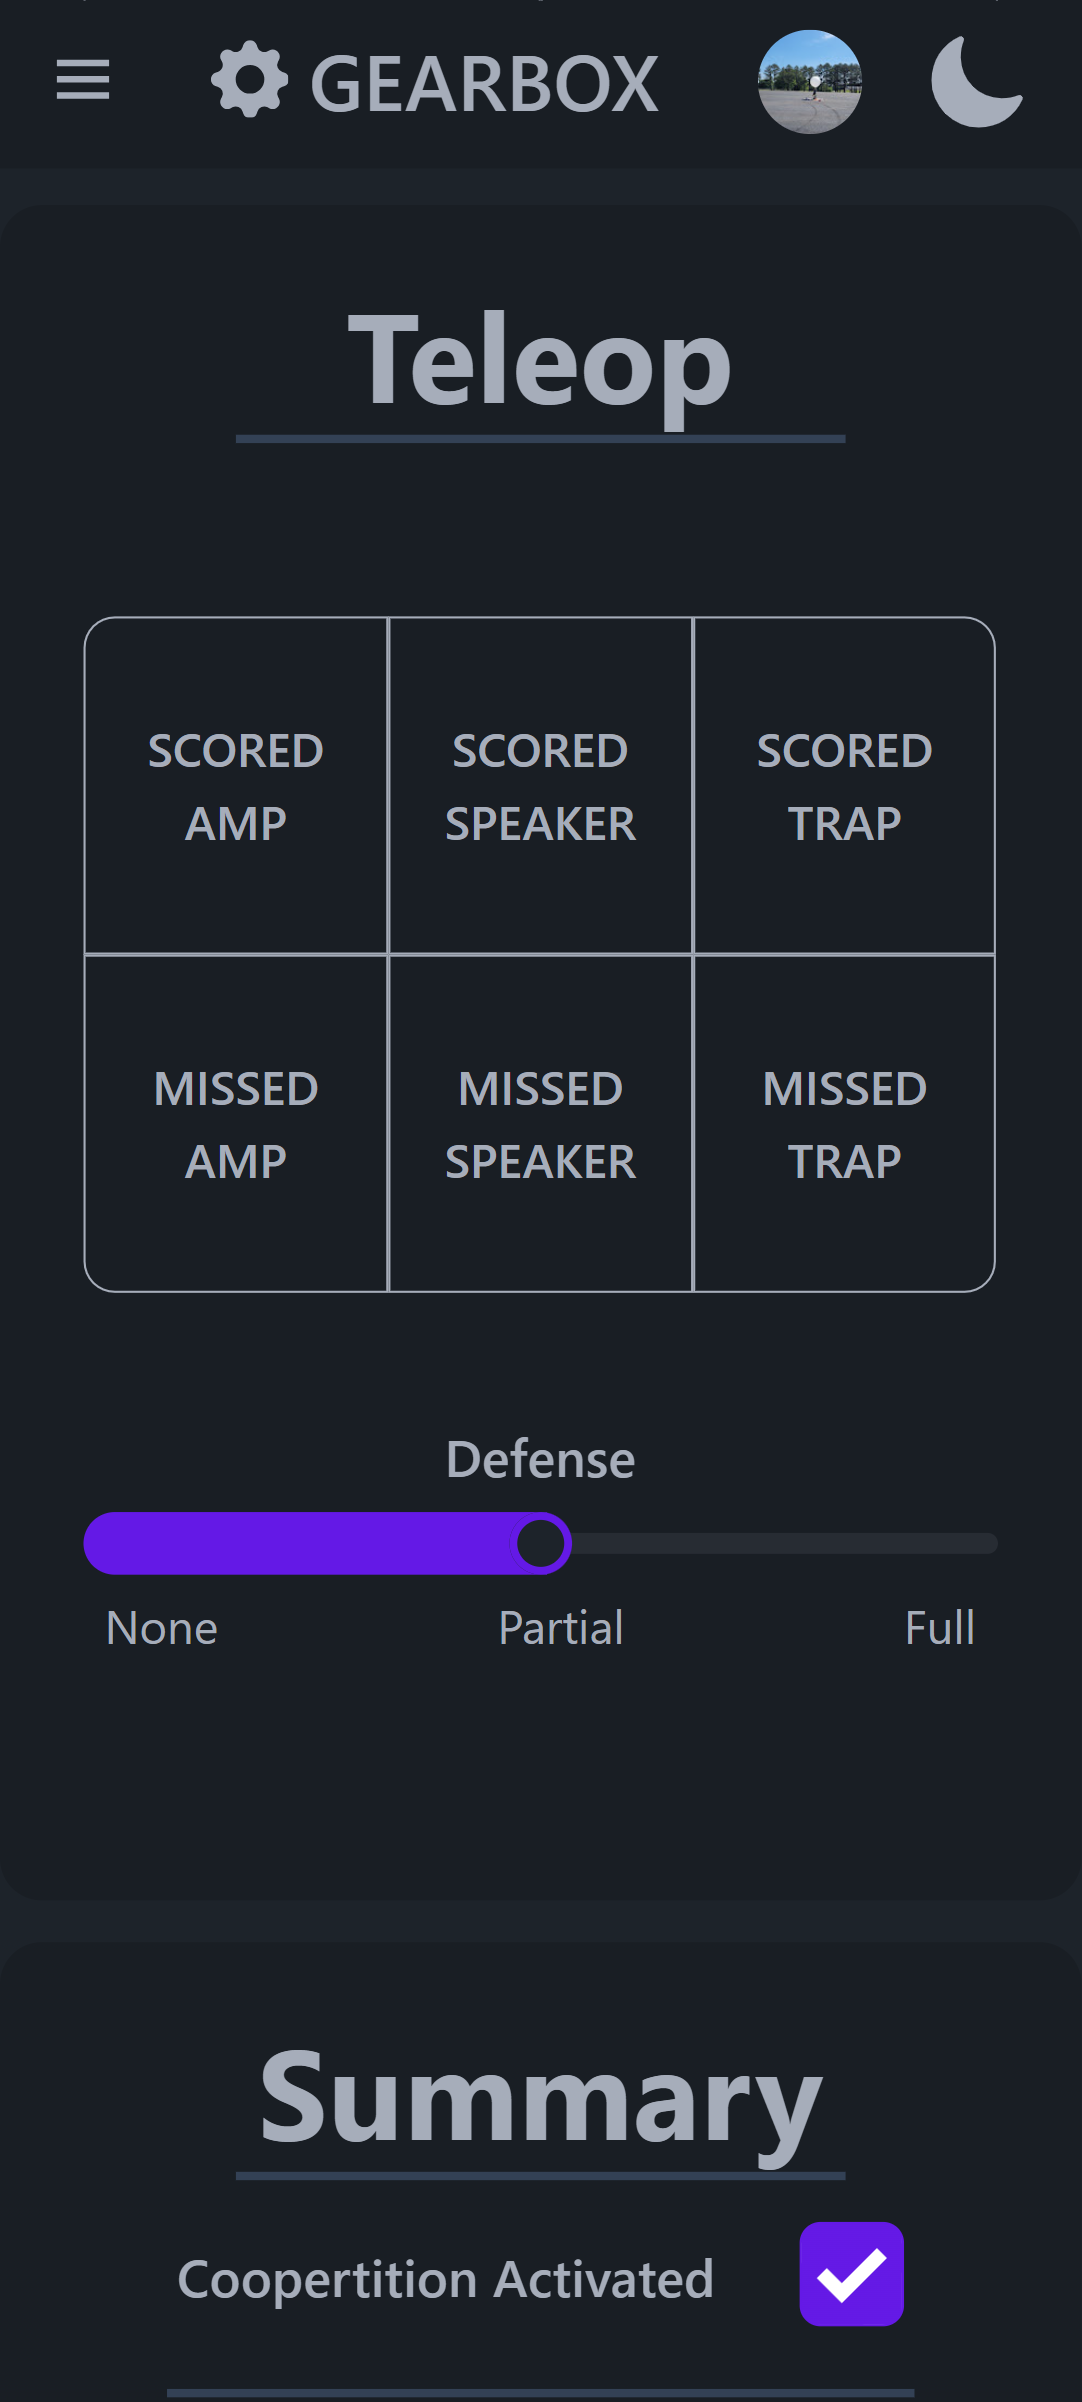 GEARBOX
Teleop
SCORED AMP
SCORED SPEAKER
SCORED TRAP
MISSED AMP
MISSED SPEAKER
MISSED TRAP
Defense
None Partial Full
Summary
Coopertition Activated